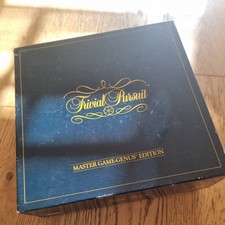 Trivial Pursuit
MASTER GAME-GENUS EDITION